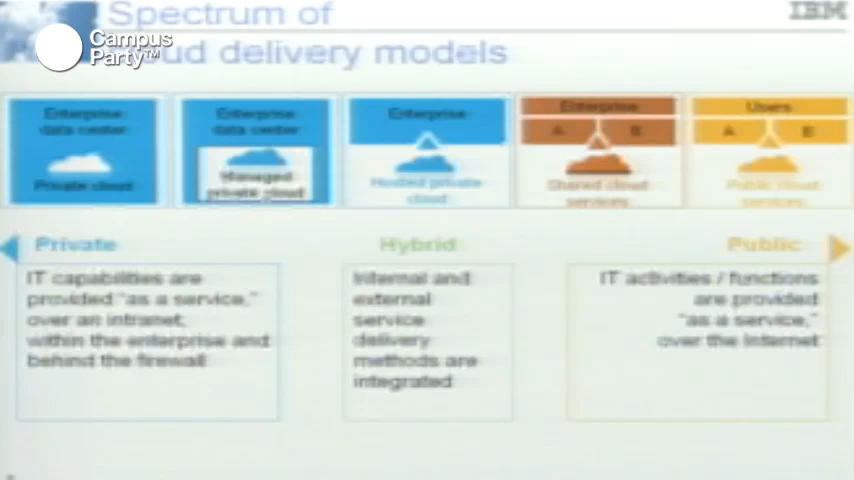 Spectrum of
IBM
Campus
Party™
cloud delivery models
Enterprise
data center
Private cloud
Enterprise
data center
Managed
private cloud
Enterprise
Hosted private
cloud
Enterprise
A B
Shared cloud
services
Users
A B
Public cloud
services
Private
Hybrid
Public
IT capabilities are
provided “as a service,”
over an intranet,
within the enterprise and
behind the firewall
Internal and
external
service
delivery
methods are
integrated
IT activities / functions
are provided
“as a service,”
over the Internet